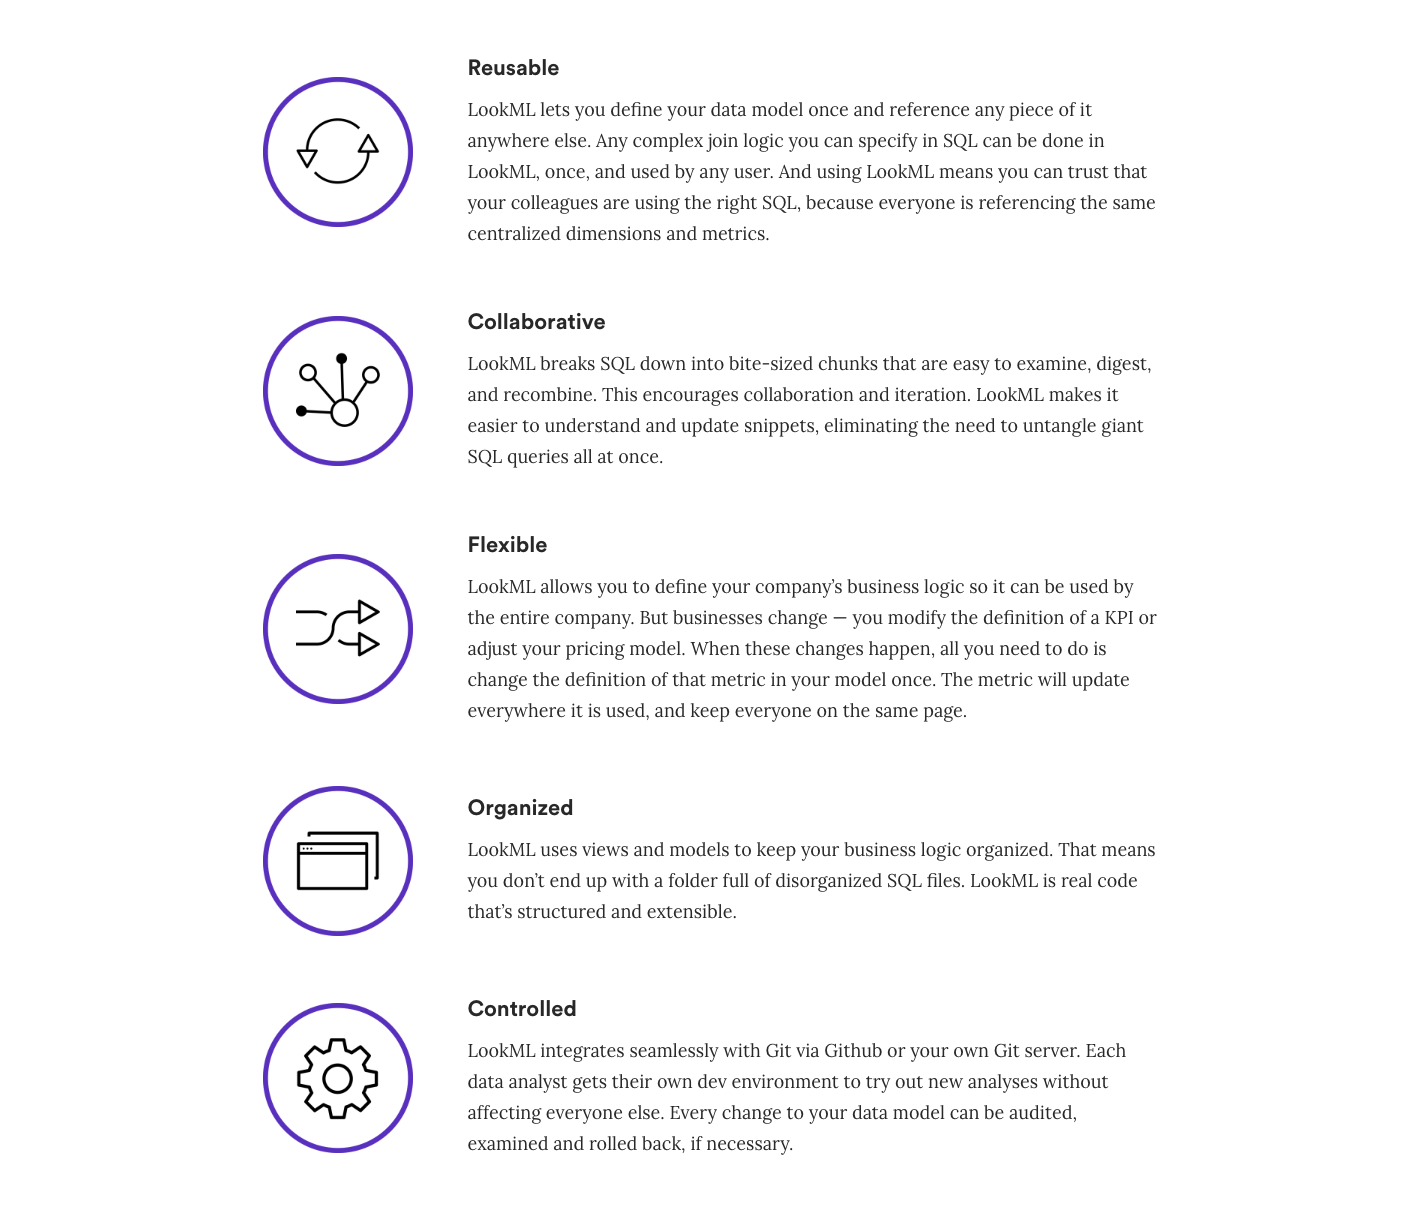 Reusable
LookML lets you define your data model once and reference any piece of it
anywhere else. Any complex join logic you can specify in SQL can be done in
LookML, once, and used by any user. And using LookML means you can trust that
your colleagues are using the right SQL, because everyone is referencing the same
centralized dimensions and metrics.
Collaborative
LookML breaks SQL down into bite-sized chunks that are easy to examine, digest,
and recombine. This encourages collaboration and iteration. LookML makes it
easier to understand and update snippets, eliminating the need to untangle giant
SQL queries all at once.
Flexible
LookML allows you to define your company’s business logic so it can be used by
the entire company. But businesses change — you modify the definition of a KPI or
adjust your pricing model. When these changes happen, all you need to do is
change the definition of that metric in your model once. The metric will update
everywhere it is used, and keep everyone on the same page.
Organized
LookML uses views and models to keep your business logic organized. That means
you don’t end up with a folder full of disorganized SQL files. LookML is real code
that’s structured and extensible.
Controlled
LookML integrates seamlessly with Git via Github or your own Git server. Each
data analyst gets their own dev environment to try out new analyses without
affecting everyone else. Every change to your data model can be audited,
examined and rolled back, if necessary.